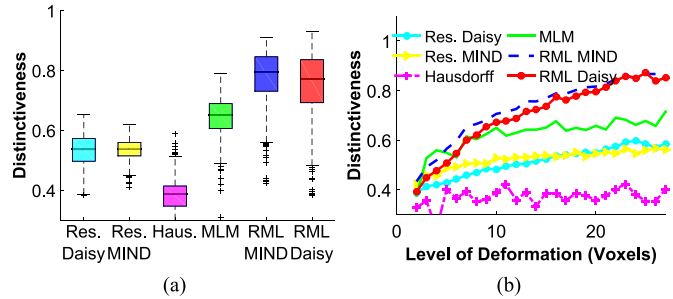 Distinctiveness
1
0.8
0.6
0.4
Res. Daisy
Res. MIND
Haus.
MLM
RML MIND
RML Daisy
(a)
Distinctiveness
1
0.8
0.6
0.4
Res. Daisy
Res. MIND
Hausdorff
MLM
RML MIND
RML Daisy
0 10 20
Level of Deformation (Voxels)
(b)